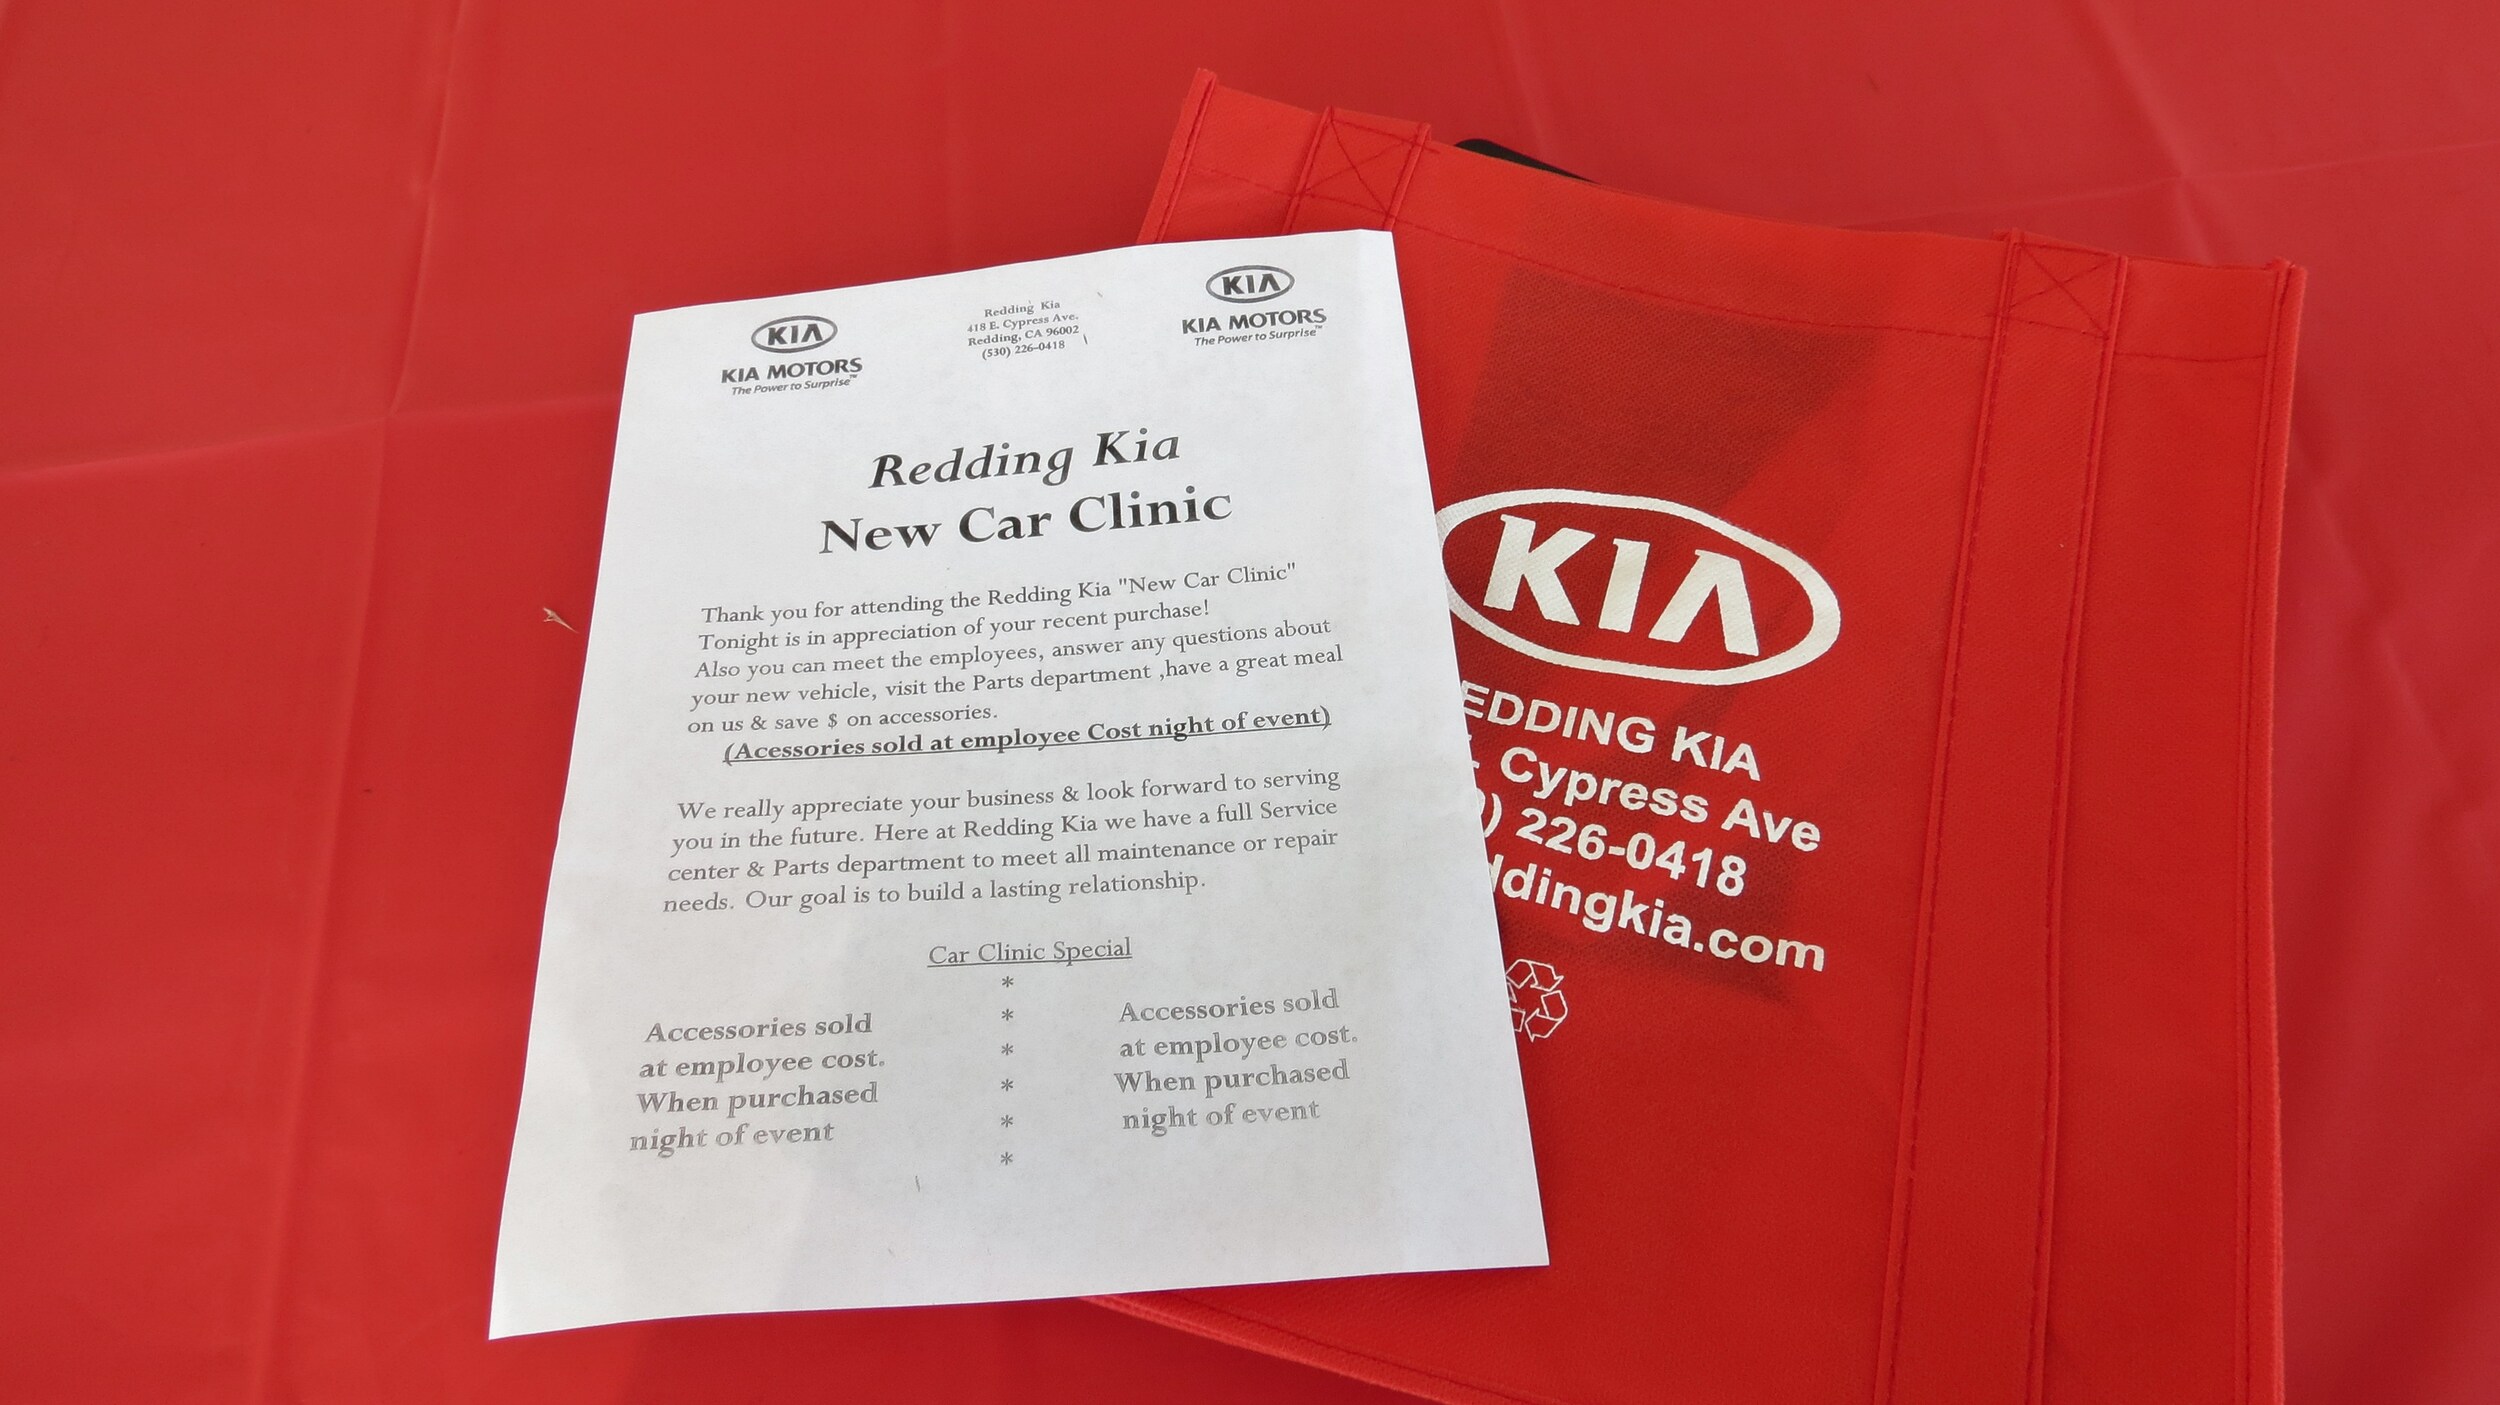 KIA
KIA MOTORS
The Power to Surprise™
Redding Kia
418 E. Cypress Ave.
Redding, CA 96002
(530) 226-0418
KIA
KIA MOTORS
The Power to Surprise™
Redding Kia
New Car Clinic
Thank you for attending the Redding Kia "New Car Clinic"
Tonight is in appreciation of your recent purchase!
Also you can meet the employees, answer any questions about
your new vehicle, visit the Parts department ,have a great meal
on us & save $ on accessories.
(Acessories sold at employee Cost night of event)
We really appreciate your business & look forward to serving
you in the future. Here at Redding Kia we have a full Service
center & Parts department to meet all maintenance or repair
needs. Our goal is to build a lasting relationship.
Car Clinic Special
*
*
*
*
*
*
Accessories sold
at employee cost.
When purchased
night of event
Accessories sold
at employee cost.
When purchased
night of event
KIA
EDDING KIA
. Cypress Ave
) 226-0418
ddingkia.com